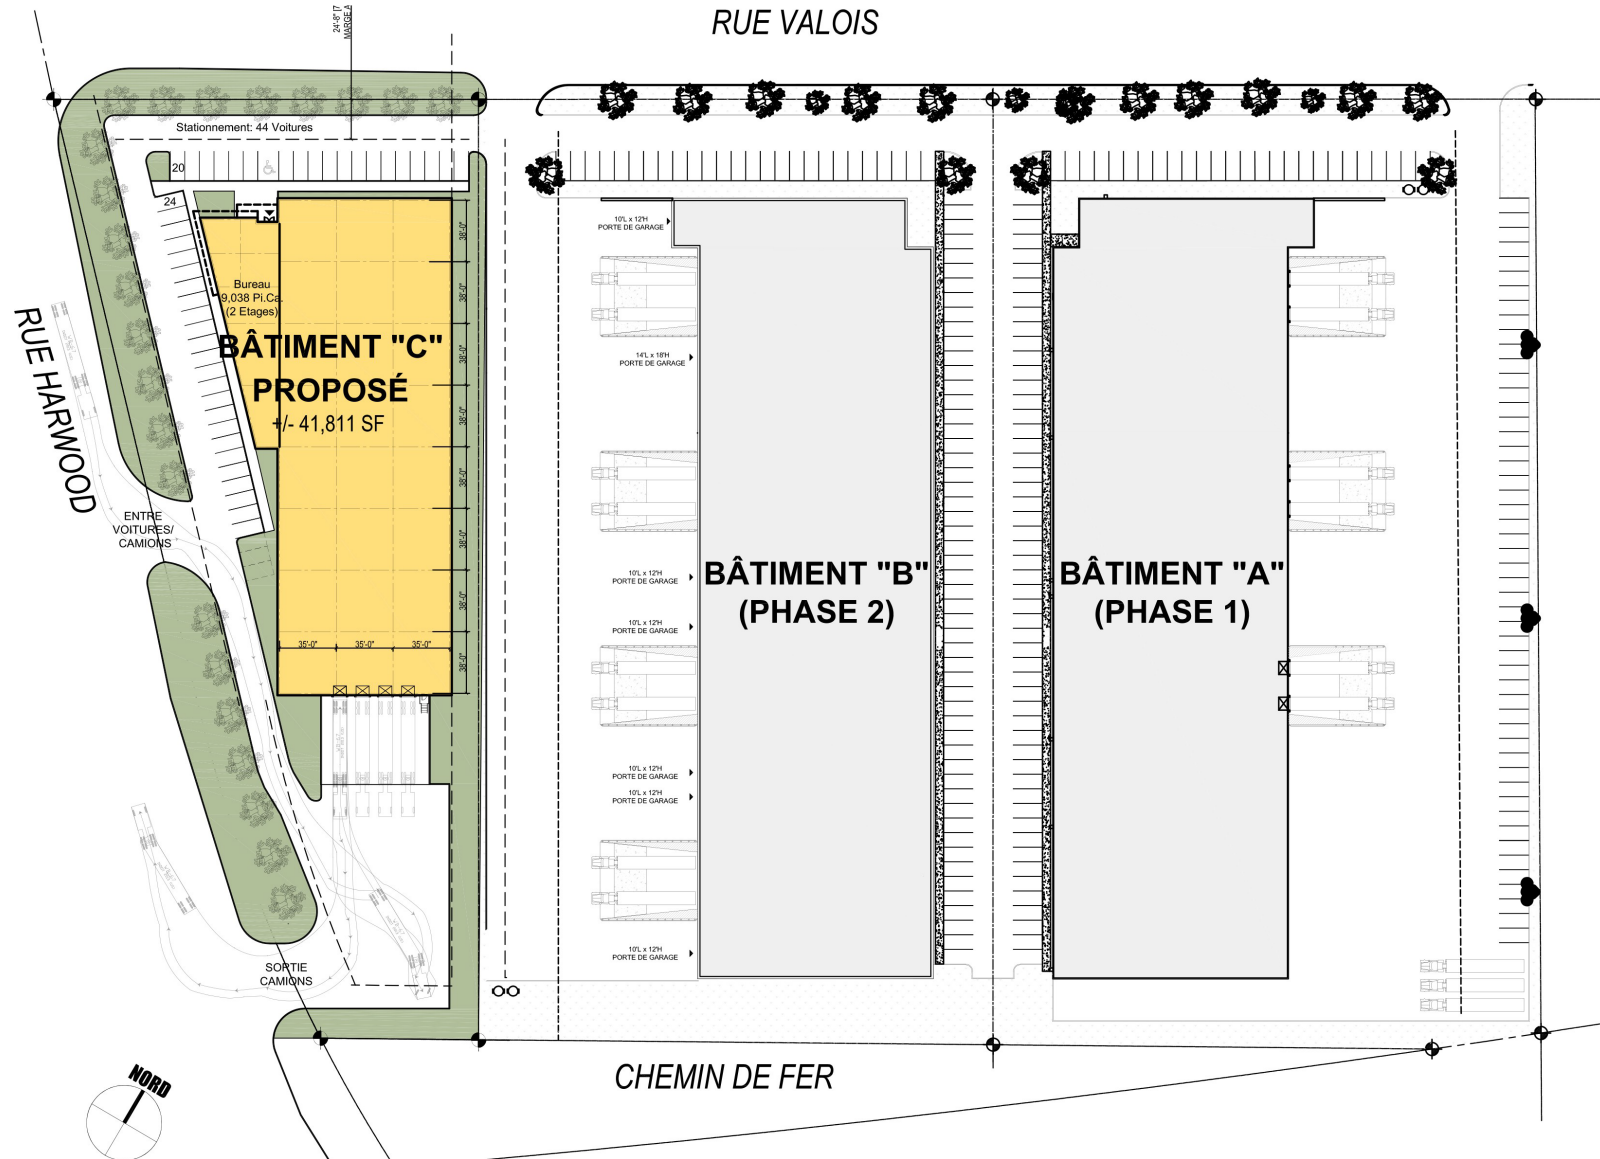 24'-8" [7
MARGE A
RUE VALOIS
Stationnement: 44 Voitures
20
24
10'L x 12'H
PORTE DE GARAGE
Bureau
9,038 Pi.Ca.
(2 Etages)
BÂTIMENT "C"
PROPOSÉ
+/- 41,811 SF
38'-0"
38'-0"
38'-0"
38'-0"
38'-0"
38'-0"
38'-0"
38'-0"
35'-0"
35'-0"
35'-0"
RUE HARWOOD
14'L x 18'H
PORTE DE GARAGE
ENTRE
VOITURES/
CAMIONS
10'L x 12'H
PORTE DE GARAGE
BÂTIMENT "B"
(PHASE 2)
BÂTIMENT "A"
(PHASE 1)
10'L x 12'H
PORTE DE GARAGE
10'L x 12'H
PORTE DE GARAGE
10'L x 12'H
PORTE DE GARAGE
10'L x 12'H
PORTE DE GARAGE
SORTIE
CAMIONS
CHEMIN DE FER
NORD